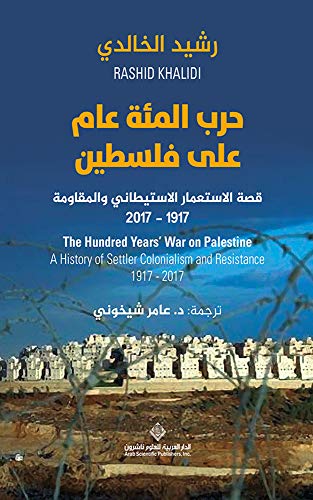 رشيد الخالدي
RASHID KHALIDI
حرب المئة عام
على فلسطين
قصة الاستعمار الاستيطاني والمقاومة
1917 - 2017
The Hundred Years' War on Palestine
A History of Settler Colonialism and Resistance
1917 - 2017
ترجمة: د. عامر شيخوني
الدار العربية للعلوم ناشرون
Arab Scientific Publishers, Inc.